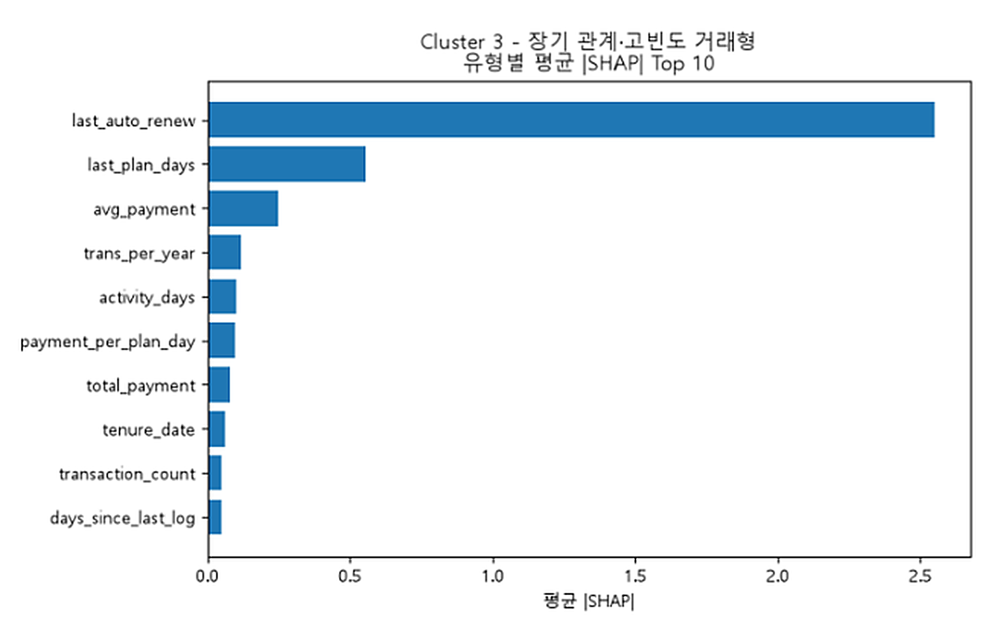 Cluster 3 - 장기 관계·고빈도 거래형
유형별 평균 |SHAP| Top 10
last_auto_renew
last_plan_days
avg_payment
trans_per_year
activity_days
payment_per_plan_day
total_payment
tenure_date
transaction_count
days_since_last_log
0.0 0.5 1.0 1.5 2.0 2.5
평균 |SHAP|